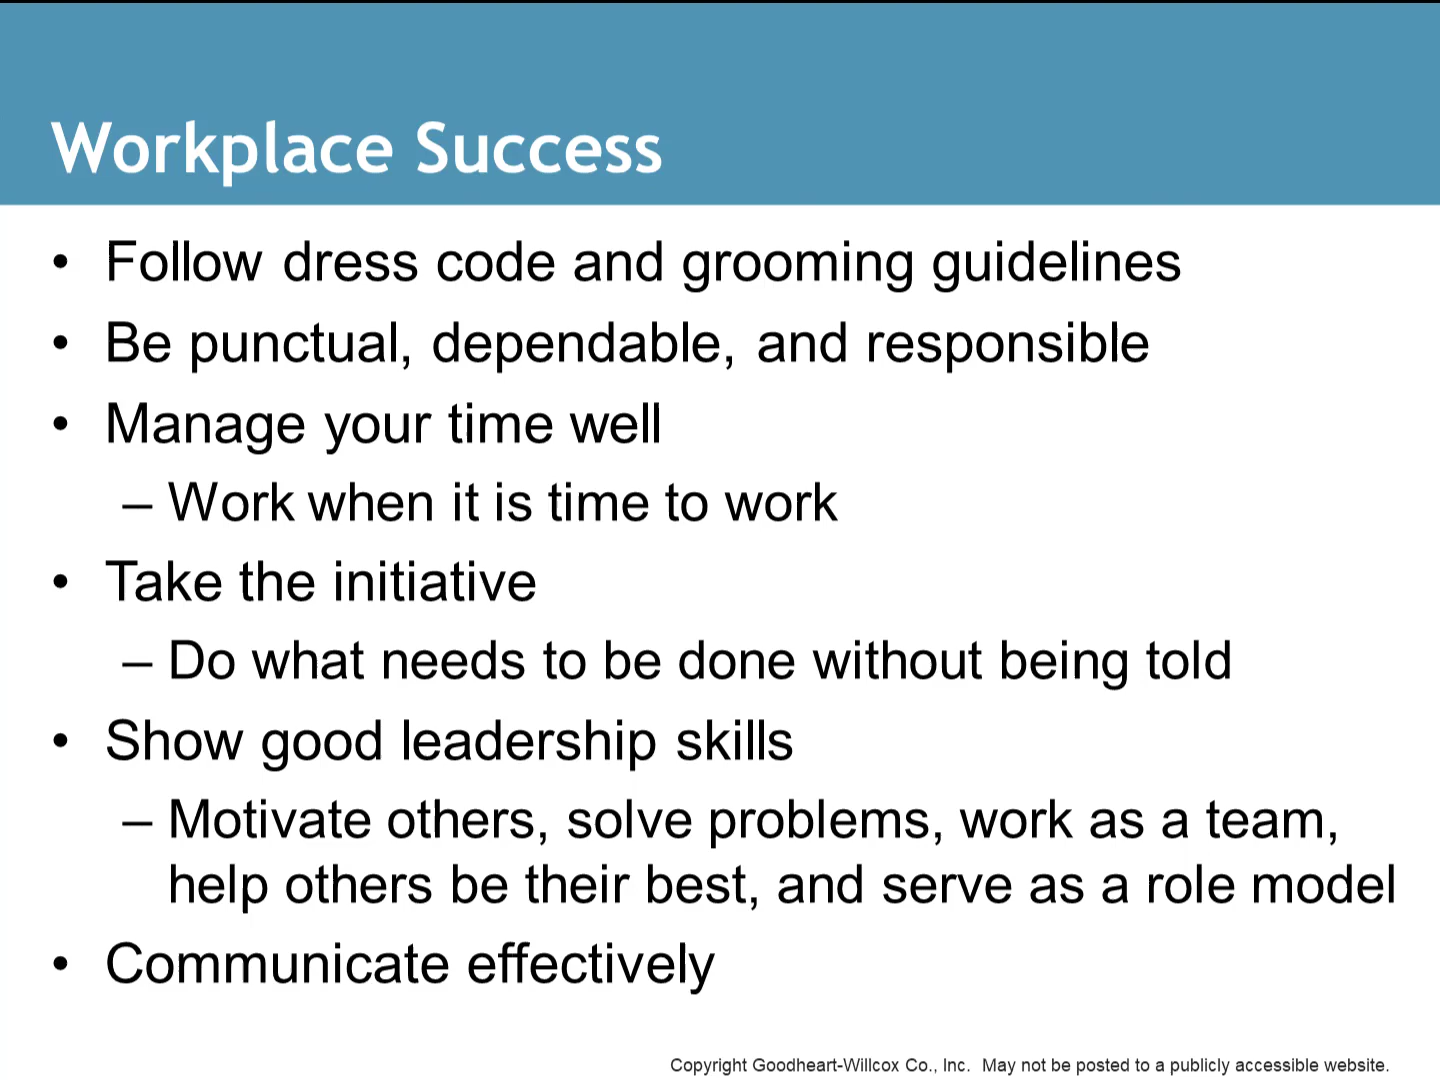 Workplace Success
• Follow dress code and grooming guidelines
• Be punctual, dependable, and responsible
• Manage your time well
– Work when it is time to work
• Take the initiative
– Do what needs to be done without being told
• Show good leadership skills
– Motivate others, solve problems, work as a team,
help others be their best, and serve as a role model
• Communicate effectively
Copyright Goodheart-Willcox Co., Inc.  May not be posted to a publicly accessible website.